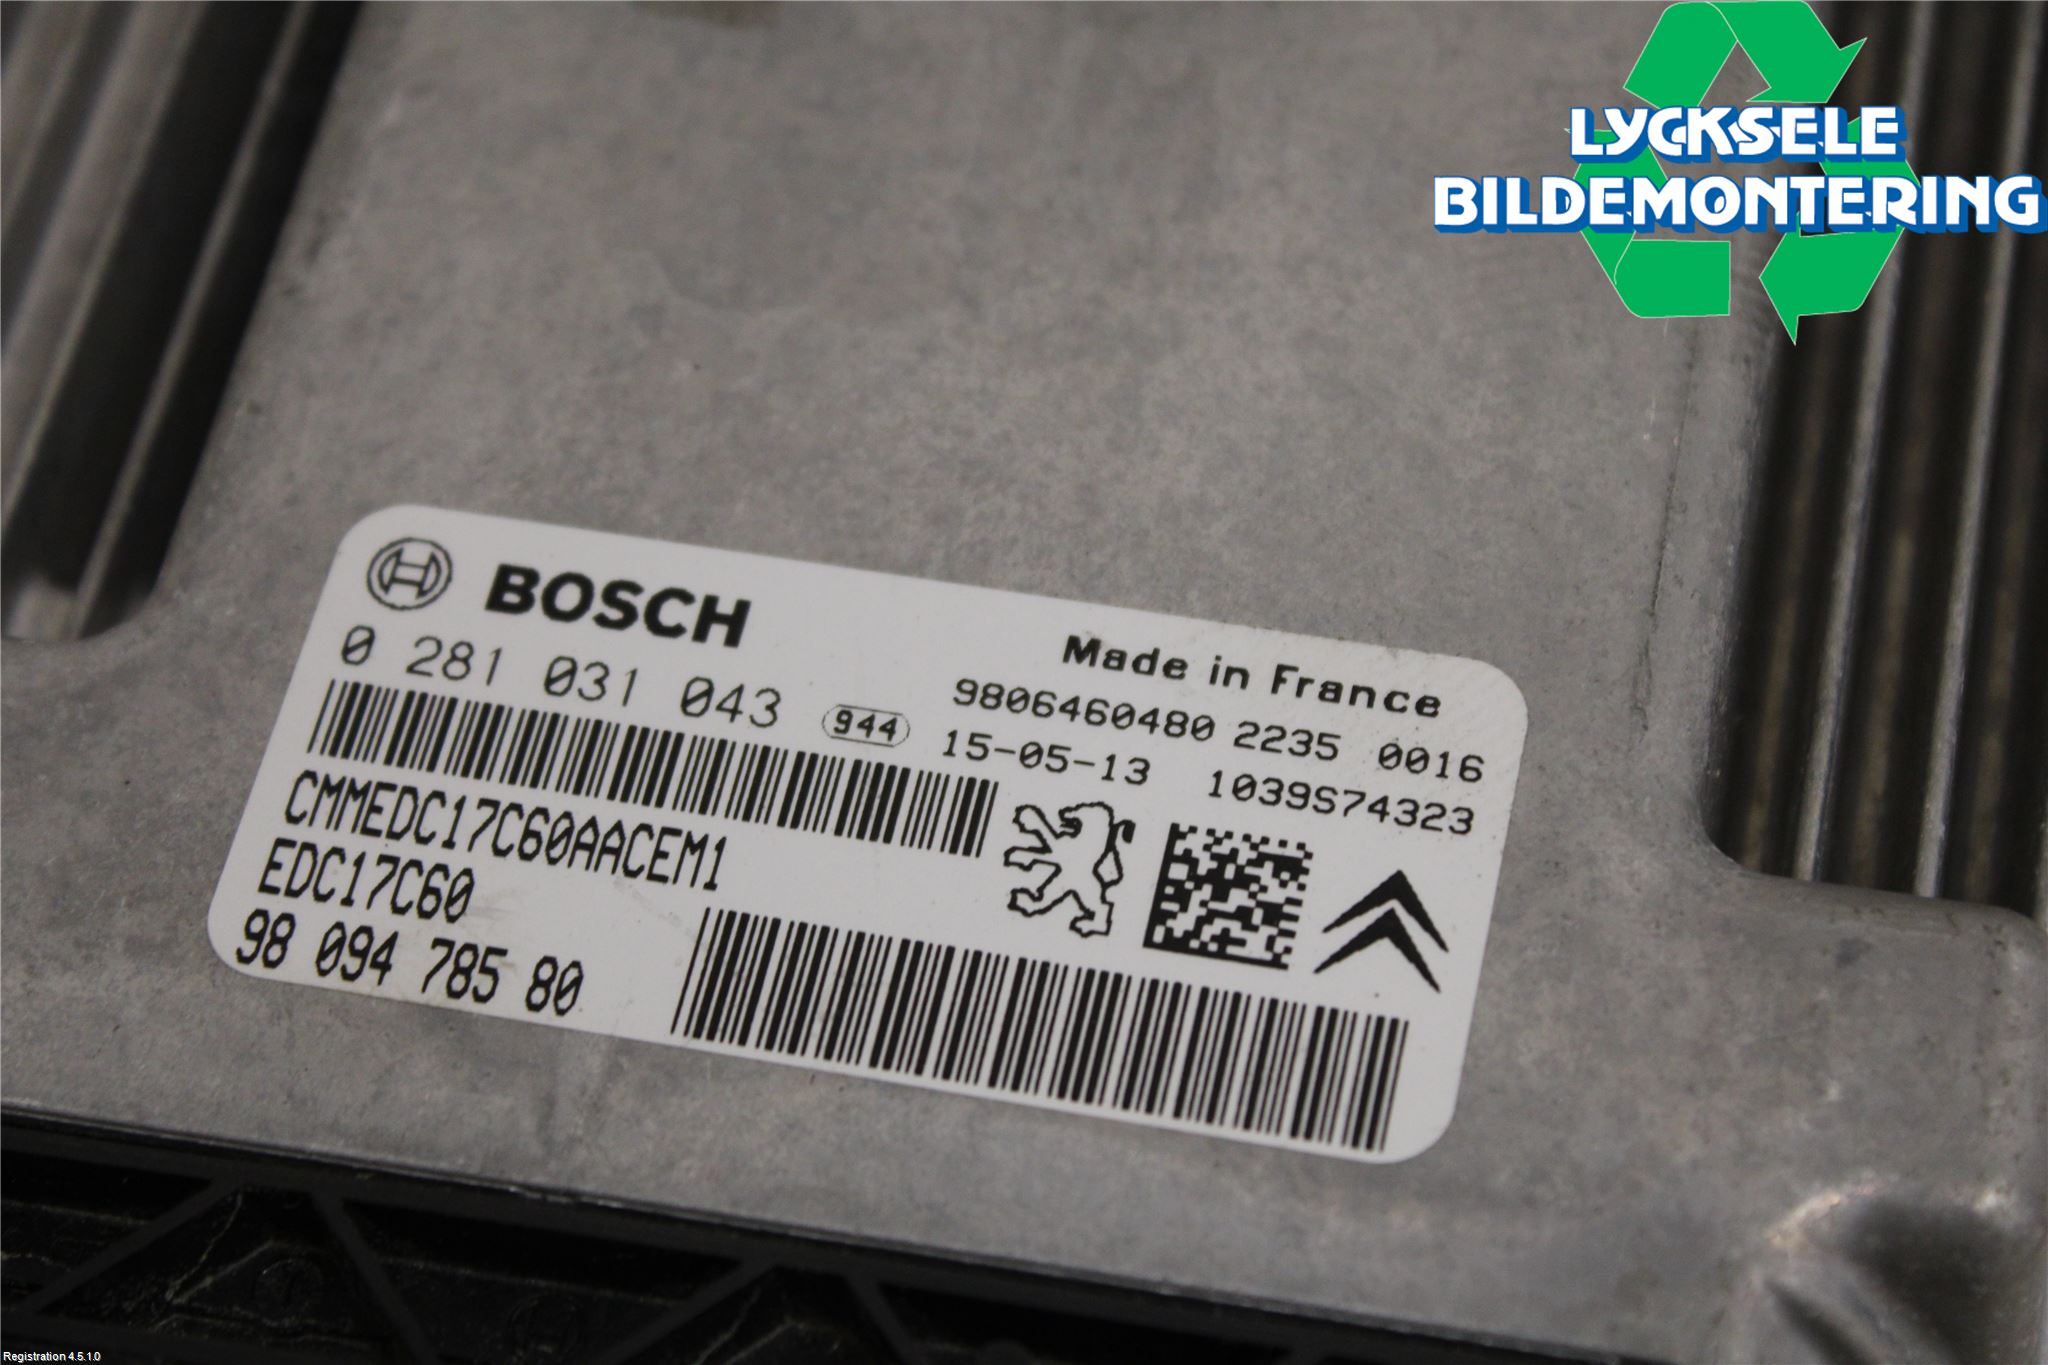 LYCKSELE
BILDEMONTERING
BOSCH
0 281 031 043
944
Made in France
9806460480 2235 0016
15-05-13 1039S74323
CMMEDC17C60AACEM1
EDC17C60
98 094 785 80
Registration 4.5.1.0